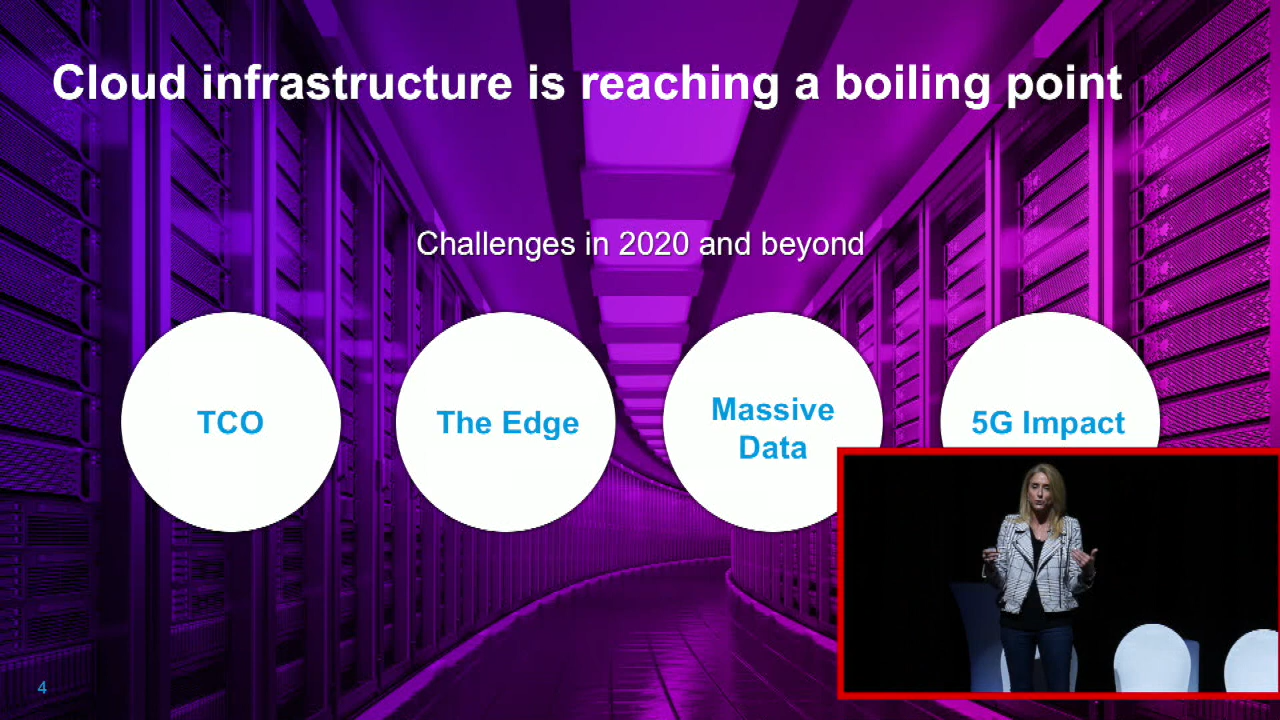 Cloud infrastructure is reaching a boiling point
Challenges in 2020 and beyond
TCO
The Edge
Massive
Data
5G Impact
4